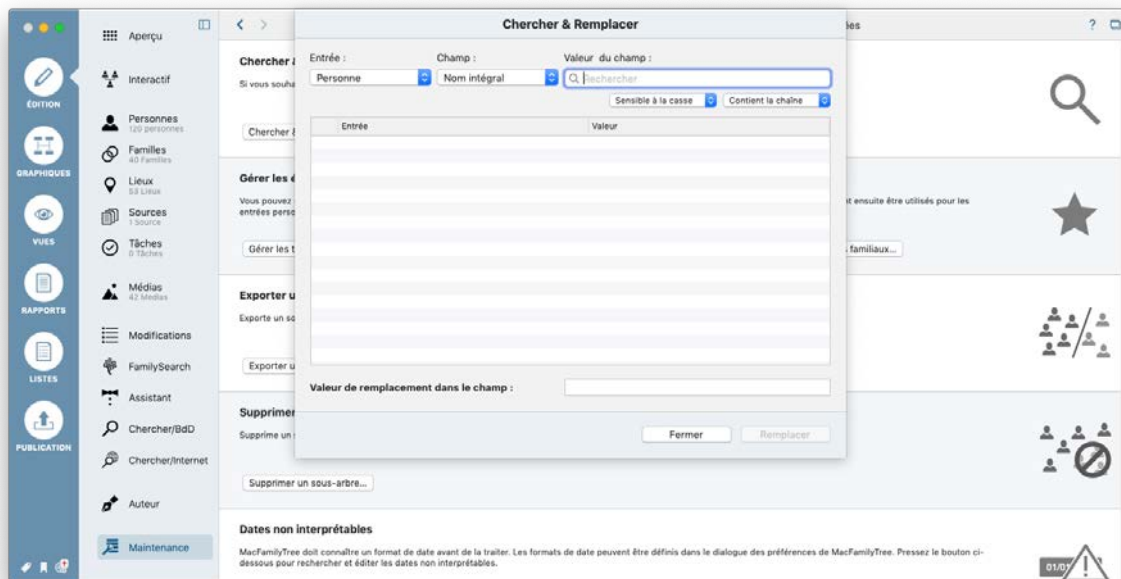 Chercher & Remplacer
?
ÉDITION
GRAPHIQUES
VUES
RAPPORTS
LISTES
PUBLICATION
Aperçu
Interactif
Personnes
120 personnes
Familles
40 Familles
Lieux
53 Lieux
Sources
1 Source
Tâches
0 Tâches
Médias
42 Médias
Modifications
FamilySearch
Assistant
Chercher/BdD
Chercher/Internet
Auteur
Maintenance
Entrée :
Champ :
Valeur du champ :
Personne
Nom intégral
Rechercher
Sensible à la casse
Contient la chaîne
Entrée
Valeur
Valeur de remplacement dans le champ :
Fermer
Remplacer
Chercher
Si vous souha
Chercher
Gérer les é
Vous pouvez
t ensuite être utilisés pour les
entrées perso
Gérer les t
familiaux...
Exporter u
Exporte un so
Exporter u
Supprimer
Supprime un
Supprimer un sous-arbre...
Dates non interprétables
MacFamilyTree doit connaître un format de date avant de la traiter. Les formats de date peuvent être définis dans le dialogue des préférences de MacFamilyTree. Pressez le bouton ci-
dessous pour rechercher et éditer les dates non interprétables.